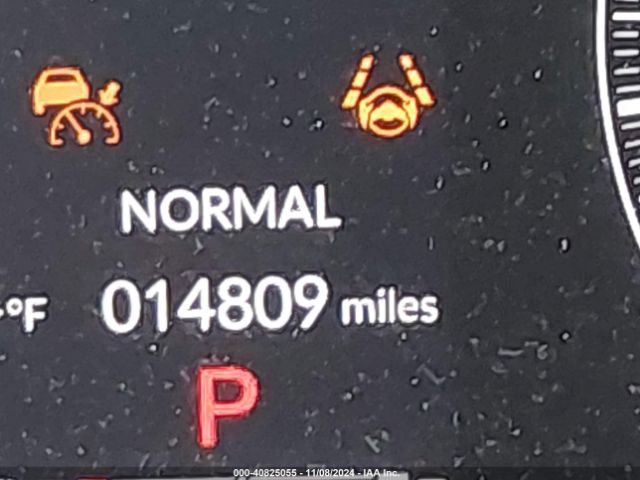 NORMAL
°F 014809 miles
P
000-40825055 - 11/08/2024 - IAA Inc.